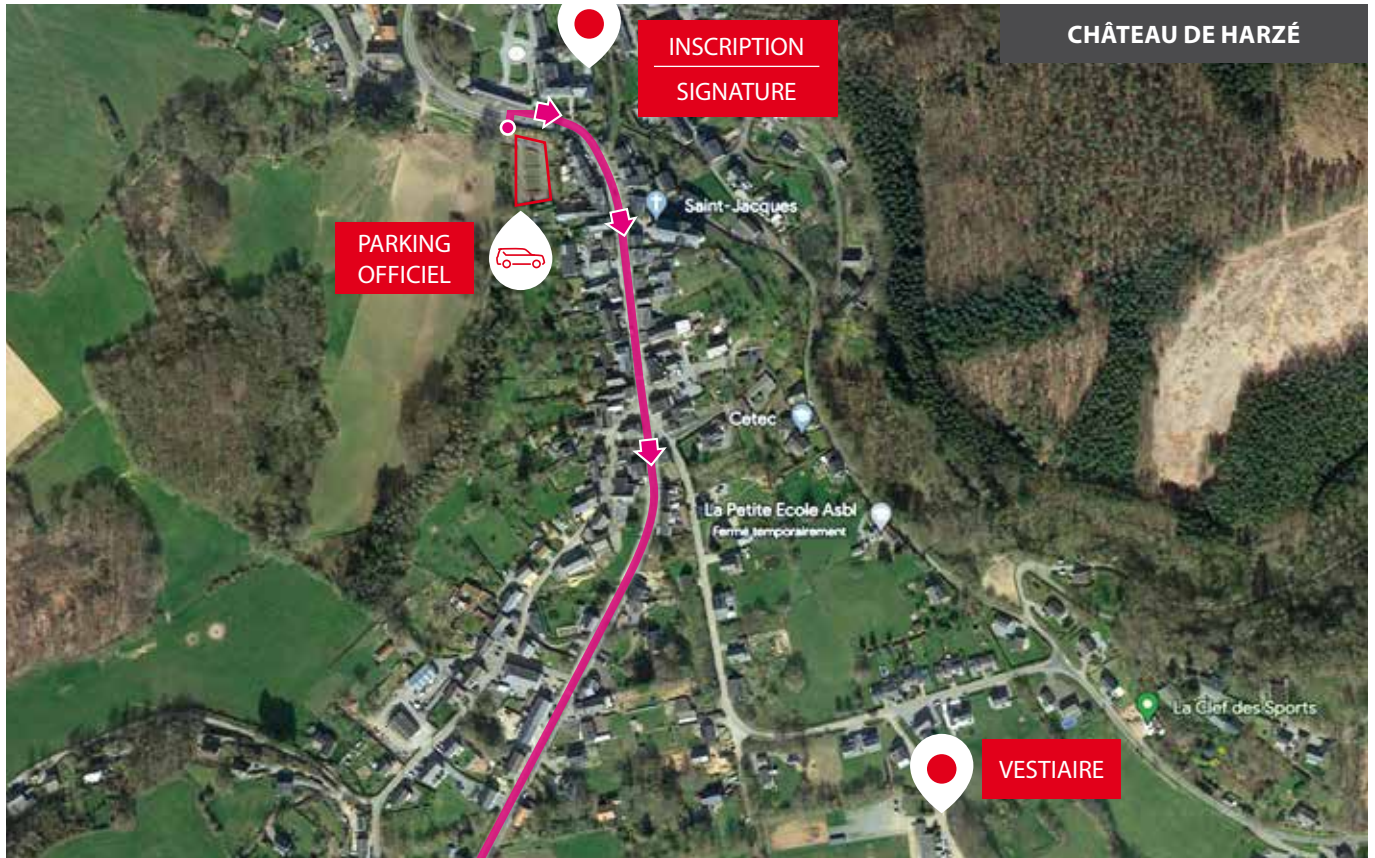 CHÂTEAU DE HARZÉ
INSCRIPTION
SIGNATURE
Saint-Jacques
PARKING
OFFICIEL
Cetec
La Petite Ecole Asbl
Fermé temporairement
La Clef des Sports
VESTIAIRE